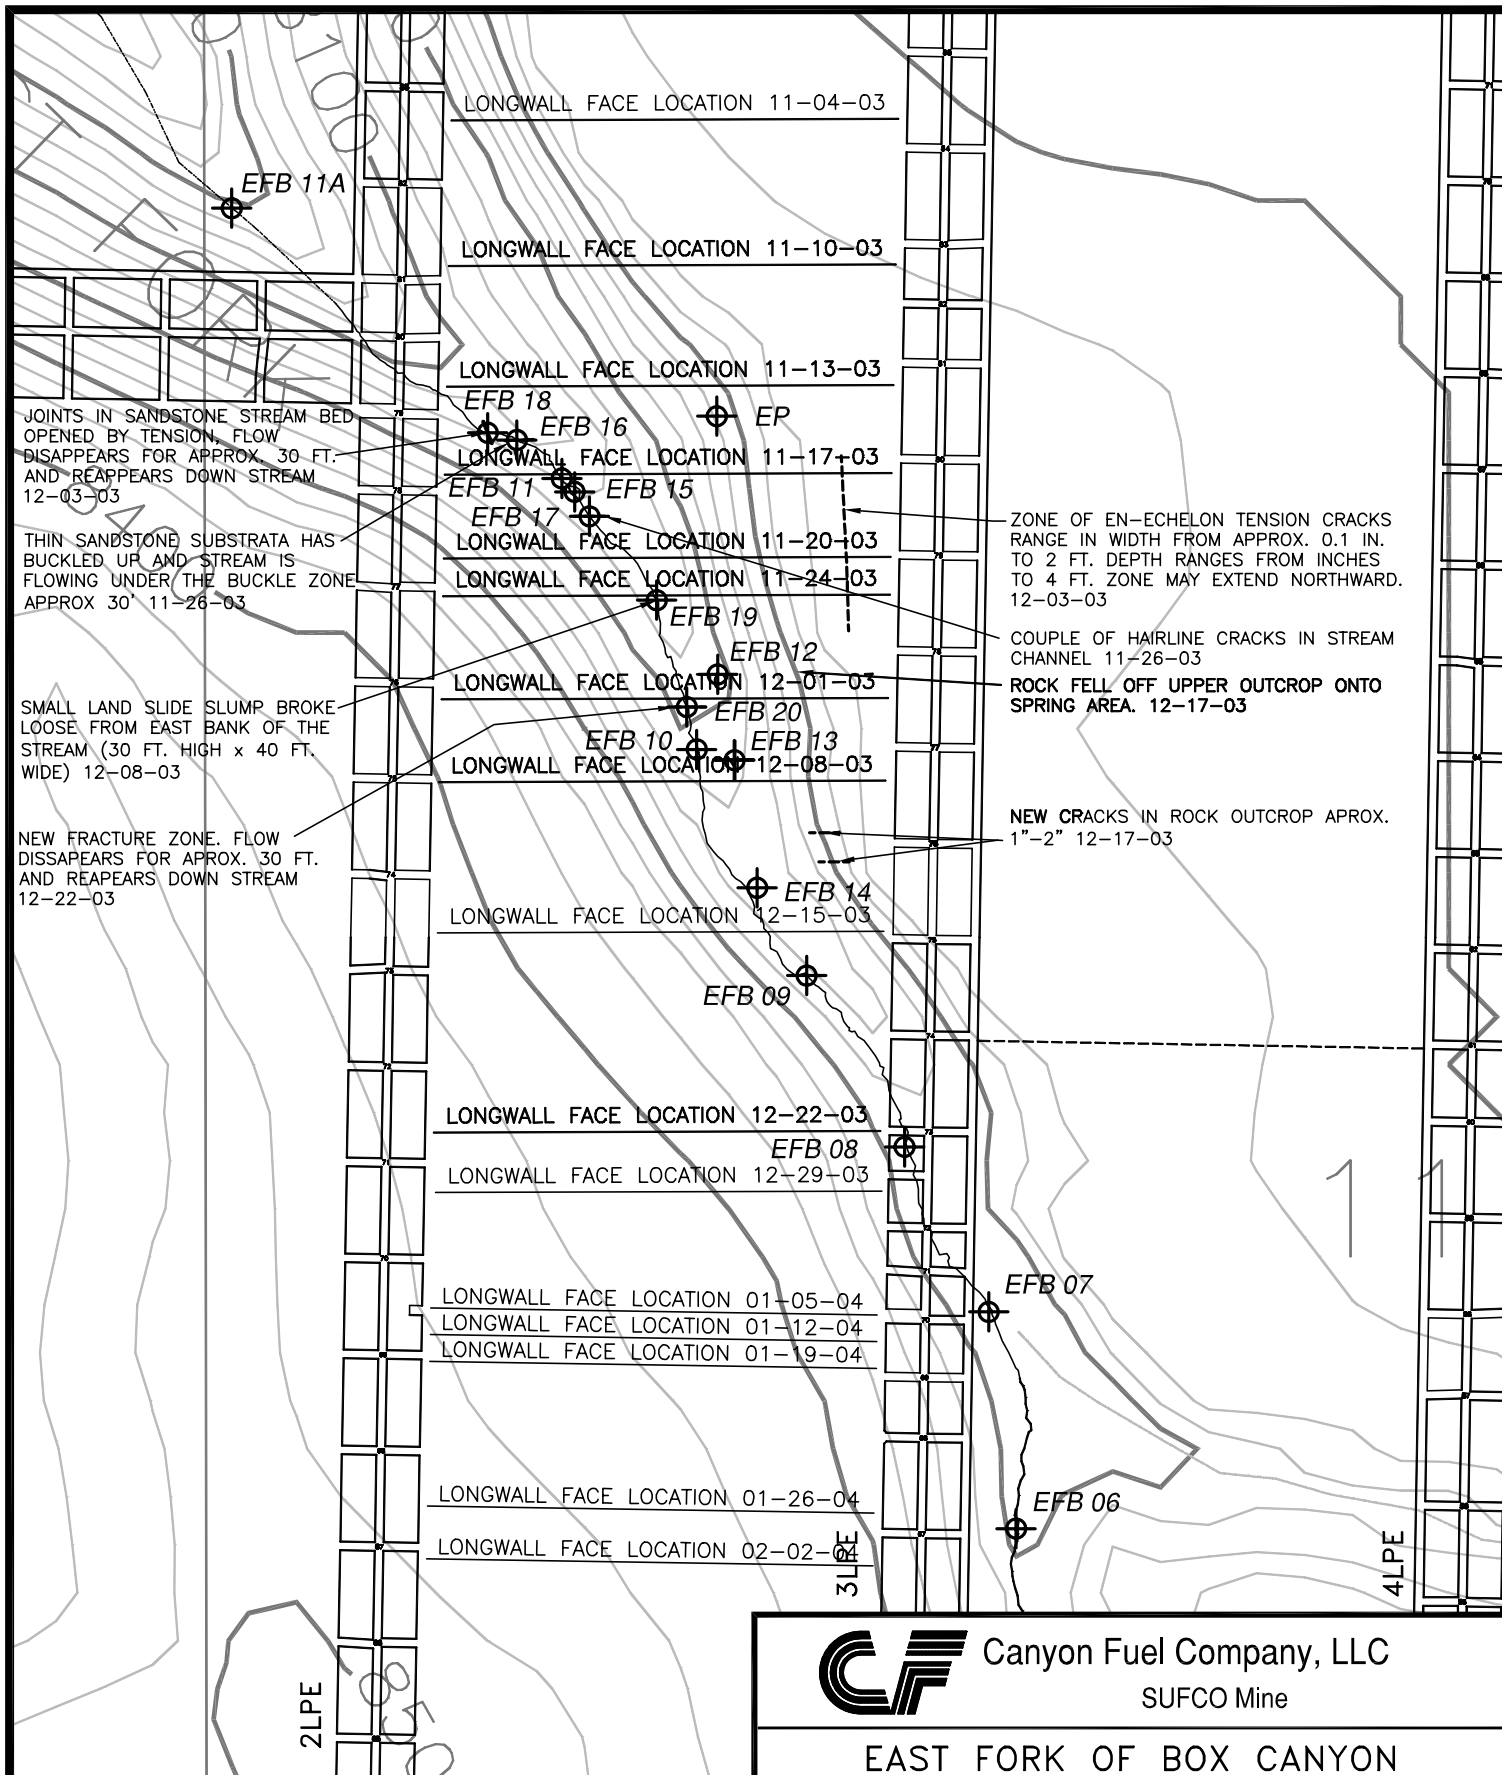 LONGWALL FACE LOCATION 11-04-03
EFB 11A
LONGWALL FACE LOCATION 11-10-03
LONGWALL FACE LOCATION 11-13-03
EFB 18
EP
EFB 16
JOINTS IN SANDSTONE STREAM BED
OPENED BY TENSION, FLOW
DISAPPEARS FOR APPROX. 30 FT.
AND REAPPEARS DOWN STREAM
12-03-03
LONGWALL FACE LOCATION 11-17-03
EFB 11
EFB 15
EFB 17
8400
ZONE OF EN-ECHELON TENSION CRACKS
RANGE IN WIDTH FROM APPROX. 0.1 IN.
TO 2 FT. DEPTH RANGES FROM INCHES
TO 4 FT. ZONE MAY EXTEND NORTHWARD.
12-03-03
THIN SANDSTONE SUBSTRATA HAS
BUCKLED UP AND STREAM IS
FLOWING UNDER THE BUCKLE ZONE
APPROX 30' 11-26-03
LONGWALL FACE LOCATION 11-20-03
LONGWALL FACE LOCATION 11-24-03
EFB 19
COUPLE OF HAIRLINE CRACKS IN STREAM
CHANNEL 11-26-03
EFB 12
LONGWALL FACE LOCATION 12-01-03
ROCK FELL OFF UPPER OUTCROP ONTO
SPRING AREA. 12-17-03
SMALL LAND SLIDE SLUMP BROKE
LOOSE FROM EAST BANK OF THE
STREAM (30 FT. HIGH x 40 FT.
WIDE) 12-08-03
EFB 20
EFB 10
EFB 13
LONGWALL FACE LOCATION 12-08-03
NEW CRACKS IN ROCK OUTCROP APROX.
1"-2" 12-17-03
NEW FRACTURE ZONE. FLOW
DISSAPEARS FOR APROX. 30 FT.
AND REAPEARS DOWN STREAM
12-22-03
EFB 14
LONGWALL FACE LOCATION 12-15-03
EFB 09
LONGWALL FACE LOCATION 12-22-03
EFB 08
LONGWALL FACE LOCATION 12-29-03
11
EFB 07
LONGWALL FACE LOCATION 01-05-04
LONGWALL FACE LOCATION 01-12-04
LONGWALL FACE LOCATION 01-19-04
LONGWALL FACE LOCATION 01-26-04
EFB 06
LONGWALL FACE LOCATION 02-02-04
3LPE
4LPE
2LPE
850
Canyon Fuel Company, LLC
SUFCO Mine
EAST FORK OF BOX CANYON